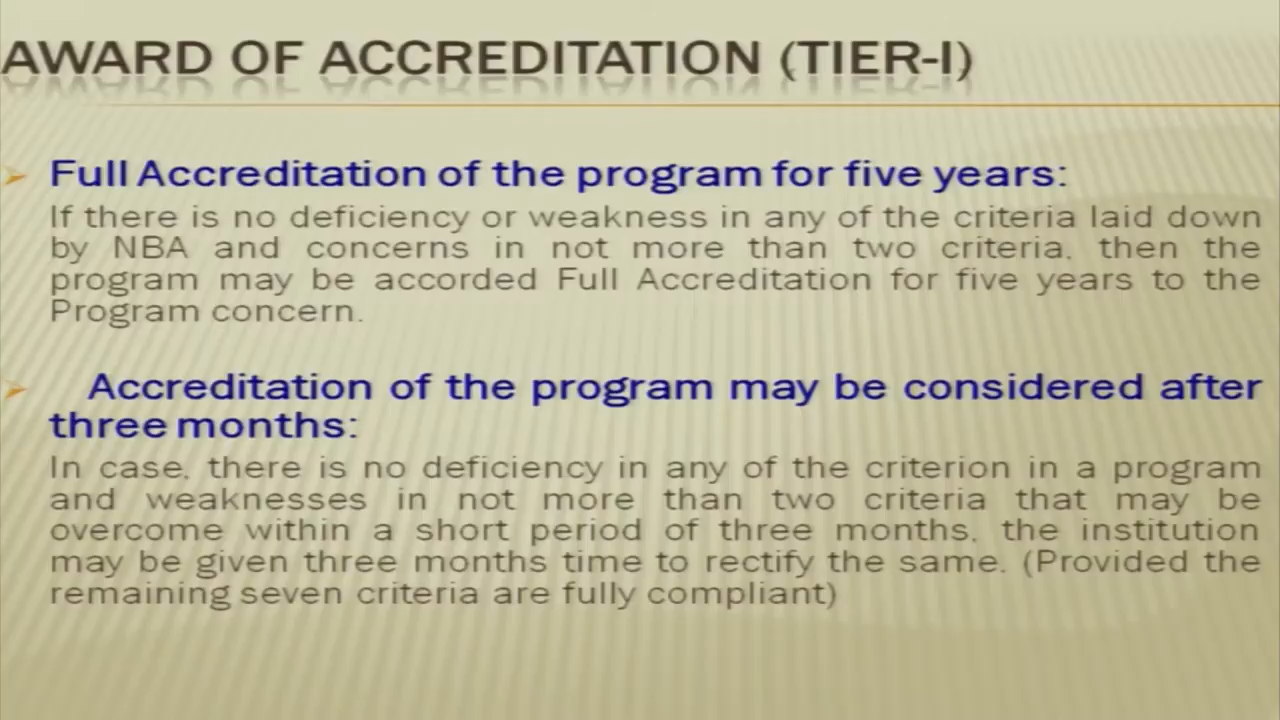 AWARD OF ACCREDITATION (TIER-I)
Full Accreditation of the program for five years:
If there is no deficiency or weakness in any of the criteria laid down
by NBA and concerns in not more than two criteria, then the
program may be accorded Full Accreditation for five years to the
Program concern.
Accreditation of the program may be considered after
three months:
In case, there is no deficiency in any of the criterion in a program
and weaknesses in not more than two criteria that may be
overcome within a short period of three months, the institution
may be given three months time to rectify the same. (Provided the
remaining seven criteria are fully compliant)